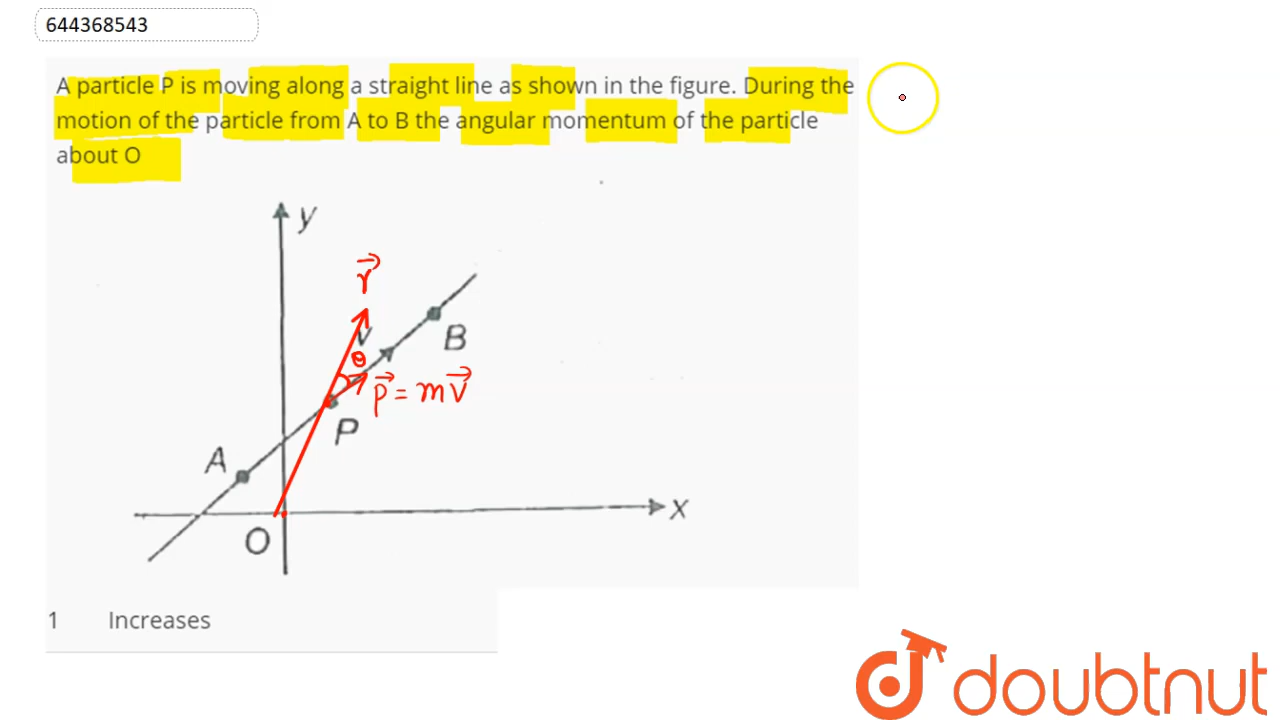 644368543
A particle P is moving along a straight line as shown in the figure. During the
motion of the particle from A to B the angular momentum of the particle
about O
y
r
v
B
θ
p = mv
P
A
x
O
1 Increases
doubtnut